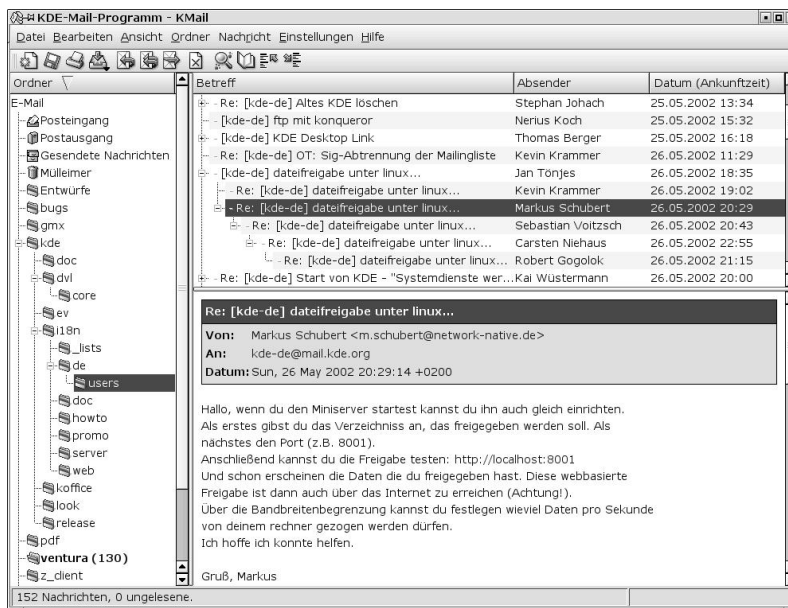 KDE-Mail-Programm - KMail
Datei Bearbeiten Ansicht Ordner Nachricht Einstellungen Hilfe
Ordner
E-Mail
Posteingang
Postausgang
Gesendete Nachrichten
Mülleimer
Entwürfe
bugs
gmx
kde
doc
dvl
core
ev
i18n
_lists
de
users
doc
howto
promo
server
web
koffice
look
release
pdf
ventura (130)
z_client
Betreff Absender Datum (Ankunftzeit)
Re: [kde-de] Altes KDE löschen Stephan Johach 25.05.2002 13:34
[kde-de] ftp mit konqueror Nerius Koch 25.05.2002 15:32
[kde-de] KDE Desktop Link Thomas Berger 25.05.2002 16:18
Re: [kde-de] OT: Sig-Abtrennung der Mailingliste Kevin Krammer 26.05.2002 11:29
[kde-de] dateifreigabe unter linux... Jan Tönjes 26.05.2002 18:35
- Re: [kde-de] dateifreigabe unter linux... Kevin Krammer 26.05.2002 19:02
- Re: [kde-de] dateifreigabe unter linux... Markus Schubert 26.05.2002 20:29
- Re: [kde-de] dateifreigabe unter linux... Sebastian Voitzsch 26.05.2002 20:43
- Re: [kde-de] dateifreigabe unter linux... Carsten Niehaus 26.05.2002 22:55
- Re: [kde-de] dateifreigabe unter linux... Robert Gogolok 26.05.2002 21:15
- Re: [kde-de] Start von KDE - "Systemdienste wer... Kai Wüstermann 26.05.2002 20:00
Re: [kde-de] dateifreigabe unter linux...
Von: Markus Schubert <m.schubert@network-native.de>
An: kde-de@mail.kde.org
Datum: Sun, 26 May 2002 20:29:14 +0200
Hallo, wenn du den Miniserver startest kannst du ihn auch gleich einrichten.
Als erstes gibst du das Verzeichniss an, das freigegeben werden soll. Als
nächstes den Port (z.B. 8001).
Anschließend kannst du die Freigabe testen: http://localhost:8001
Und schon erscheinen die Daten die du freigegeben hast. Diese webbasierte
Freigabe ist dann auch über das Internet zu erreichen (Achtung!).
Über die Bandbreitenbegrenzung kannst du festlegen wieviel Daten pro Sekunde
von deinem rechner gezogen werden dürfen.
Ich hoffe ich konnte helfen.
Gruß, Markus
152 Nachrichten, 0 ungelesene.